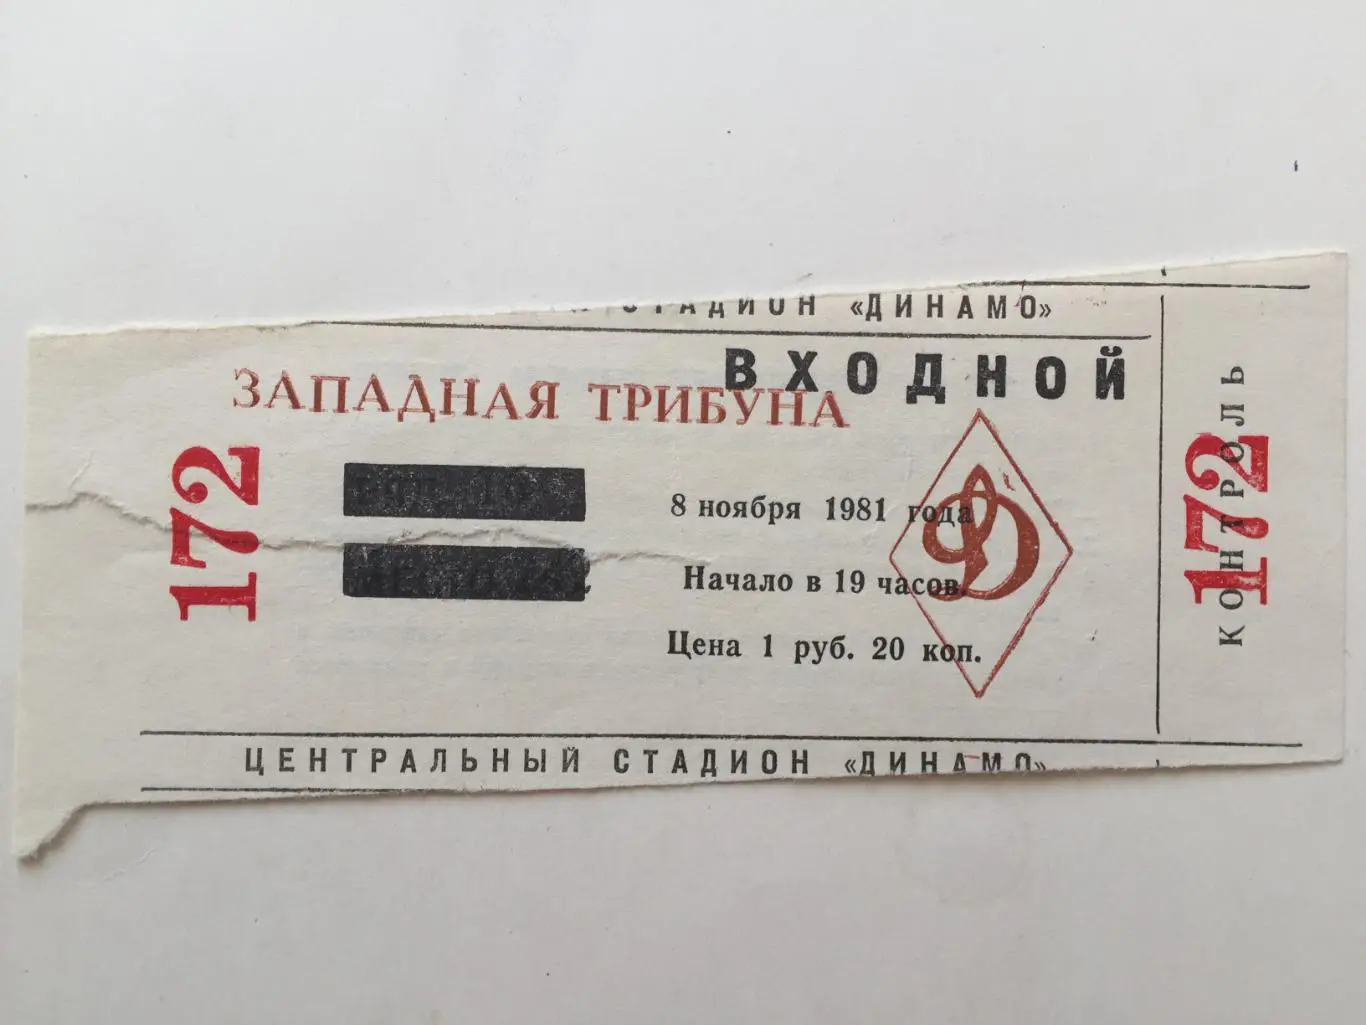 СТАДИОН «ДИНАМО»
ВХОДНОЙ
ЗАПАДНАЯ ТРИБУНА
172
8 ноября 1981 года
Начало в 19 часов.
Цена 1 руб. 20 коп.
Д
ЦЕНТРАЛЬНЫЙ СТАДИОН «ДИНАМО»
КОНТРОЛЬ
172